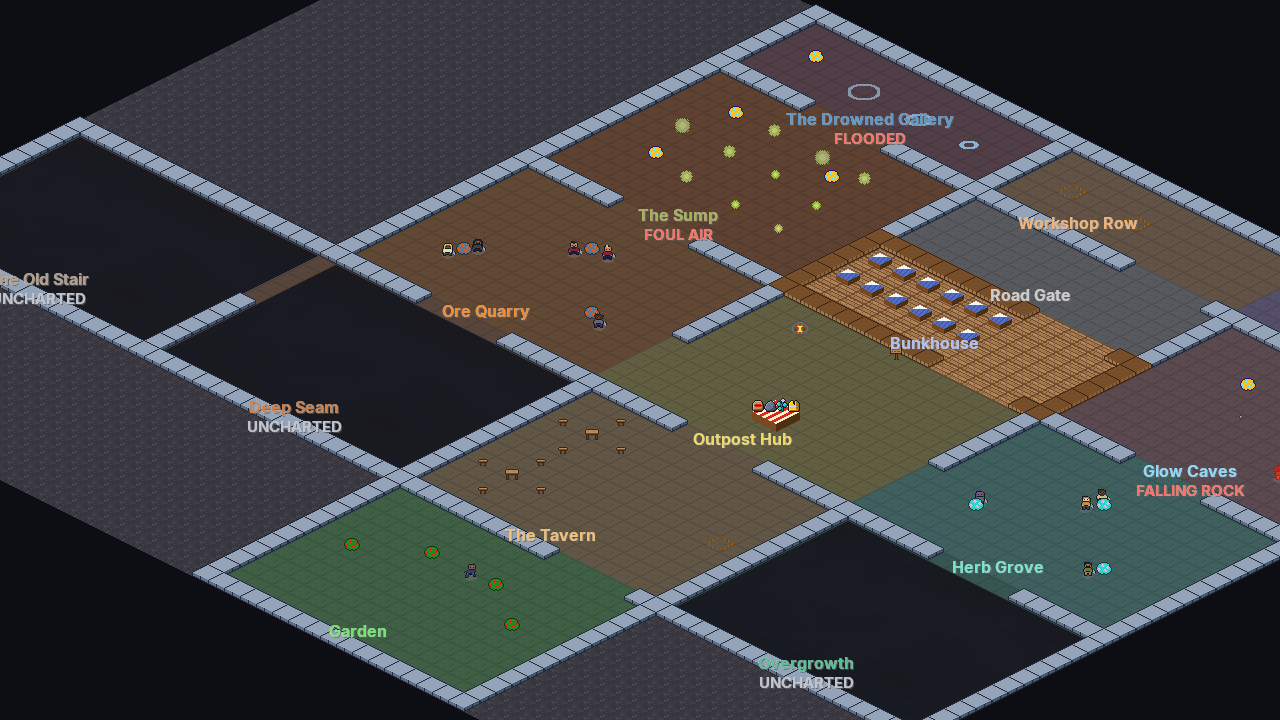 The Drowned Gallery
FLOODED
The Sump
FOUL AIR
Workshop Row
Old Stair
UNCHARTED
Road Gate
Ore Quarry
Bunkhouse
Deep Seam
UNCHARTED
Outpost Hub
Glow Caves
FALLING ROCK
The Tavern
Herb Grove
Garden
Overgrowth
UNCHARTED